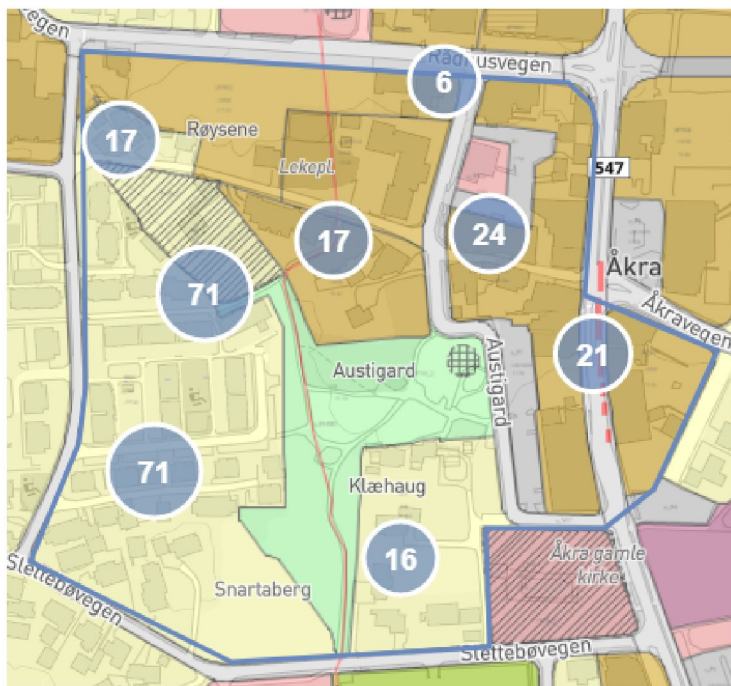 vegen
Rådhusvegen
6
17
Røysene
Lekepl.
547
17
24
Åkra
71
Åkravegen
21
Austigard
Austigard
71
Klæhaug
16
Åkra gamle
kirke
Snartaberg
Slettebøvegen
Slettebøvegen